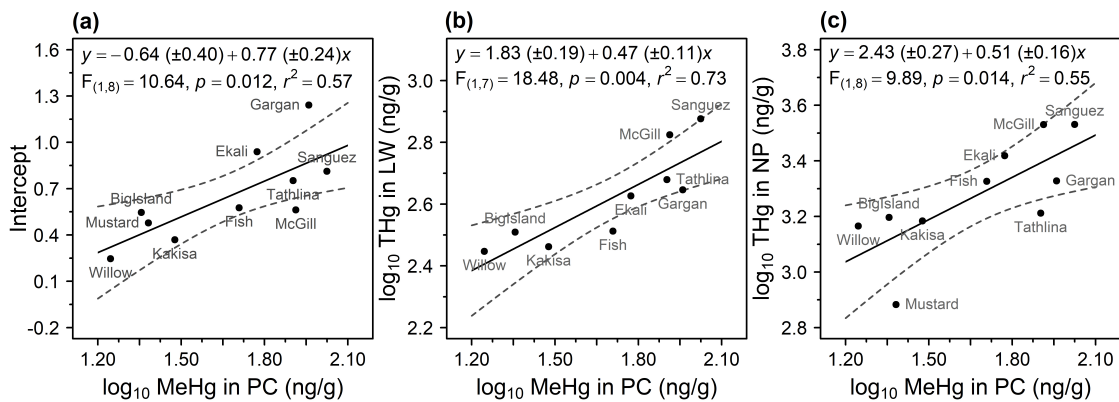 (a)
y = −0.64 (±0.40) + 0.77 (±0.24)x
F(1,8) = 10.64, p = 0.012, r² = 0.57
Intercept
1.6
1.3
1.0
0.7
0.4
0.1
-0.2
Gargan
Ekali
Sanguez
BigIsland
Tathlina
Mustard
Fish
McGill
Kakisa
Willow
1.20
1.50
1.80
2.10
log₁₀ MeHg in PC (ng/g)
(b)
y = 1.83 (±0.19) + 0.47 (±0.11)x
F(1,7) = 18.48, p = 0.004, r² = 0.73
log₁₀ THg in LW (ng/g)
3.0
2.8
2.6
2.4
2.2
Sanguez
McGill
Tathlina
Gargan
Ekali
BigIsland
Fish
Willow
Kakisa
1.20
1.50
1.80
2.10
log₁₀ MeHg in PC (ng/g)
(c)
y = 2.43 (±0.27) + 0.51 (±0.16)x
F(1,8) = 9.89, p = 0.014, r² = 0.55
log₁₀ THg in NP (ng/g)
3.8
3.6
3.4
3.2
3.0
2.8
Sanguez
McGill
Ekali
Fish
Gargan
BigIsland
Tathlina
Willow
Kakisa
Mustard
1.20
1.50
1.80
2.10
log₁₀ MeHg in PC (ng/g)